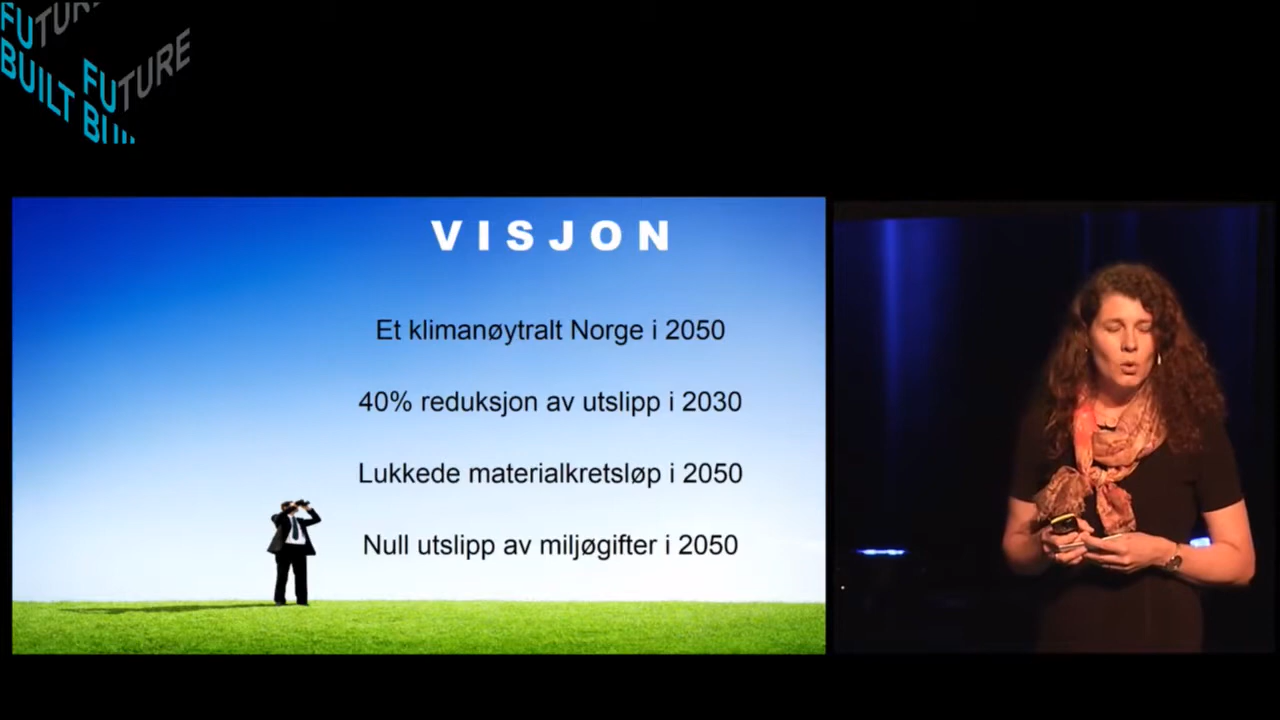 FUTURE
BUILT
FUTURE
VISJON
Et klimanøytralt Norge i 2050
40% reduksjon av utslipp i 2030
Lukkede materialkretsløp i 2050
Null utslipp av miljøgifter i 2050